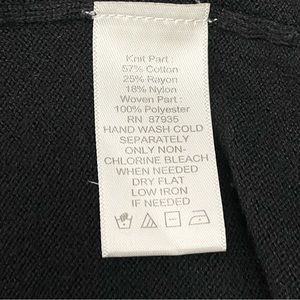 Knit Part :
57% Cotton
25% Rayon
18% Nylon
Woven Part :
100% Polyester
RN 87935
HAND WASH COLD
SEPARATELY
ONLY NON-
CHLORINE BLEACH
WHEN NEEDED
DRY FLAT
LOW IRON
IF NEEDED